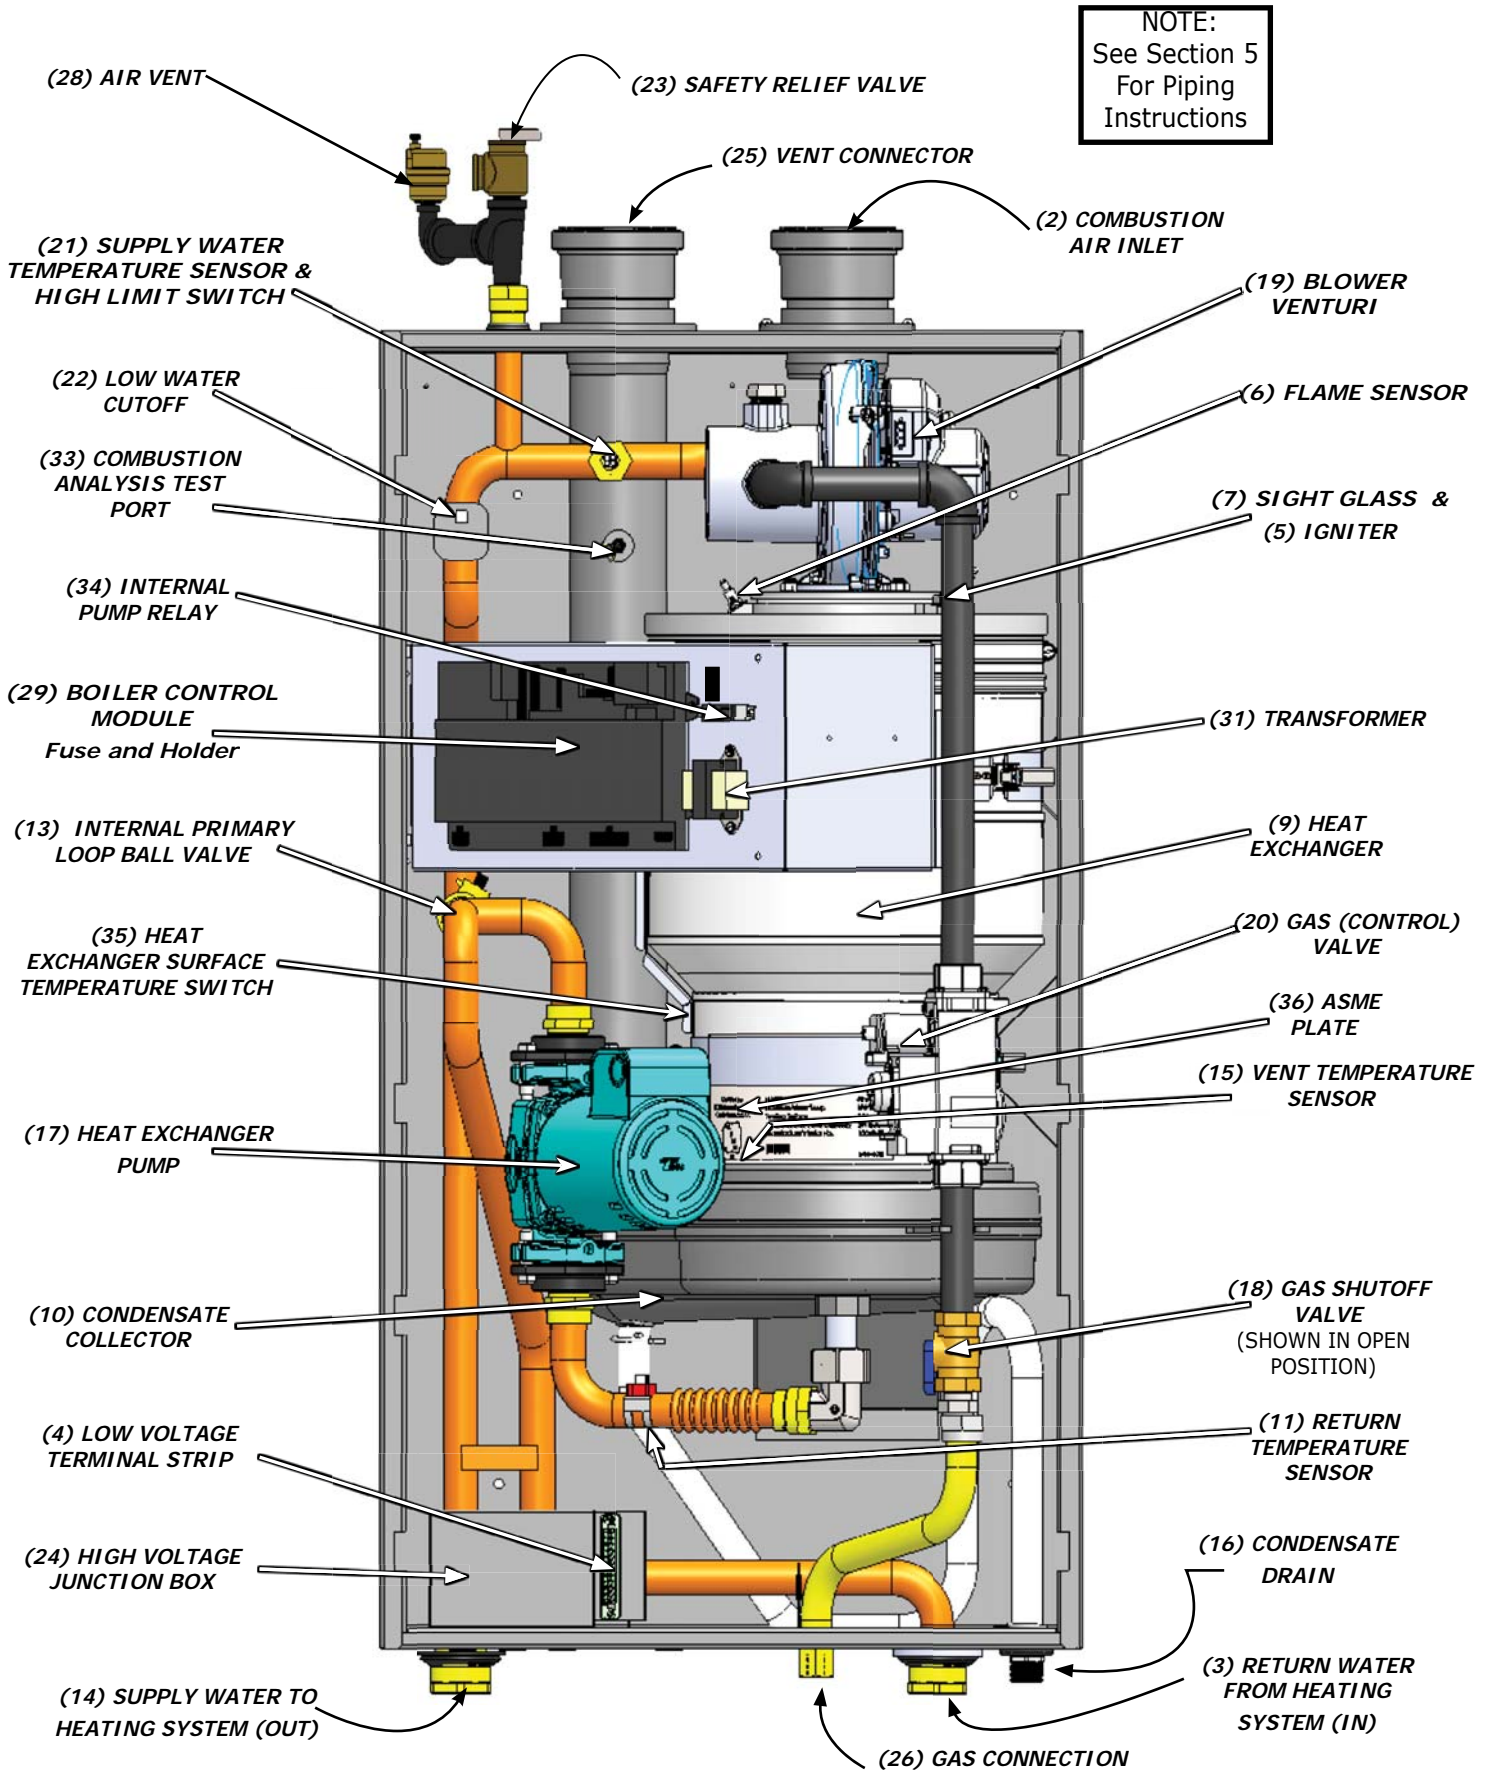 NOTE:
See Section 5
For Piping
Instructions
(28) AIR VENT
(23) SAFETY RELIEF VALVE
(25) VENT CONNECTOR
(2) COMBUSTION
AIR INLET
(21) SUPPLY WATER
TEMPERATURE SENSOR &
HIGH LIMIT SWITCH
(19) BLOWER
VENTURI
(22) LOW WATER
CUTOFF
(6) FLAME SENSOR
(33) COMBUSTION
ANALYSIS TEST
PORT
(7) SIGHT GLASS &
(5) IGNITER
(34) INTERNAL
PUMP RELAY
(29) BOILER CONTROL
MODULE
Fuse and Holder
(31) TRANSFORMER
(13) INTERNAL PRIMARY
LOOP BALL VALVE
(9) HEAT
EXCHANGER
(35) HEAT
EXCHANGER SURFACE
TEMPERATURE SWITCH
(20) GAS (CONTROL)
VALVE
(36) ASME
PLATE
(15) VENT TEMPERATURE
SENSOR
(17) HEAT EXCHANGER
PUMP
(10) CONDENSATE
COLLECTOR
(18) GAS SHUTOFF
VALVE
(SHOWN IN OPEN
POSITION)
(4) LOW VOLTAGE
TERMINAL STRIP
(11) RETURN
TEMPERATURE
SENSOR
(24) HIGH VOLTAGE
JUNCTION BOX
(16) CONDENSATE
DRAIN
(14) SUPPLY WATER TO
HEATING SYSTEM (OUT)
(3) RETURN WATER
FROM HEATING
SYSTEM (IN)
(26) GAS CONNECTION